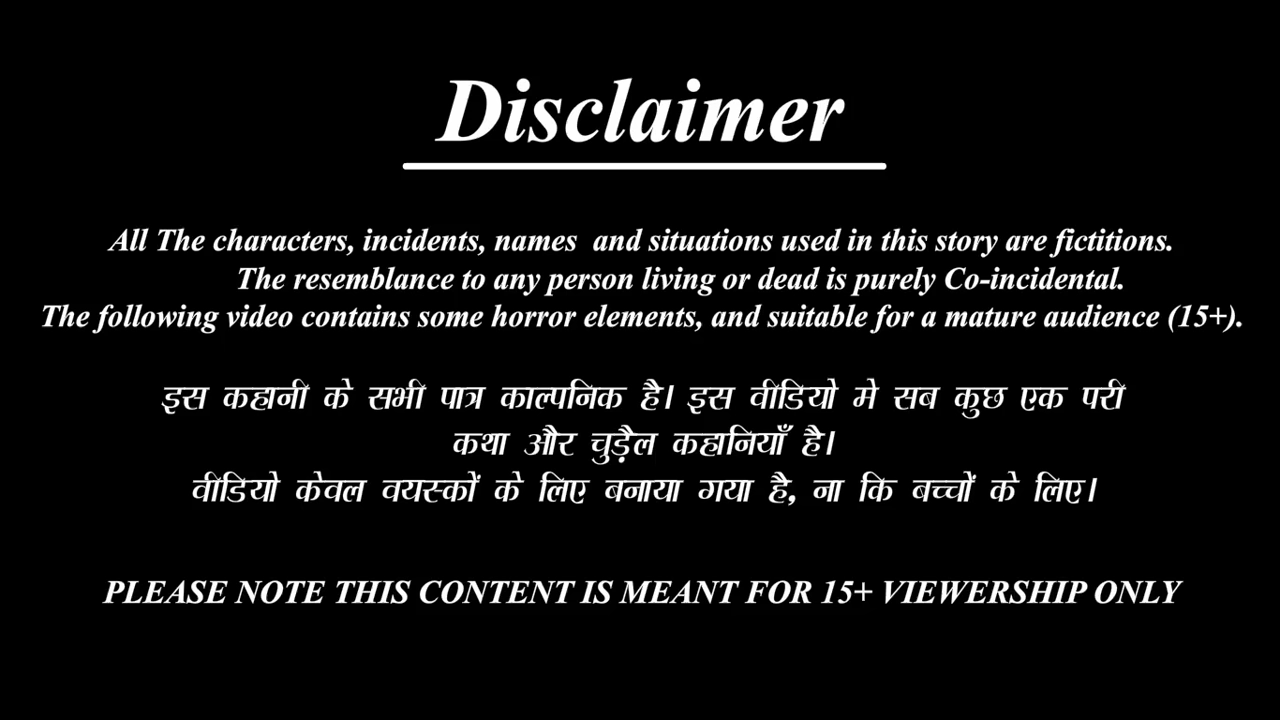 Disclaimer
All The characters, incidents, names and situations used in this story are fictitions.
The resemblance to any person living or dead is purely Co-incidental.
The following video contains some horror elements, and suitable for a mature audience (15+).
इस कहानी के सभी पात्र काल्पनिक है। इस वीडियो मे सब कुछ एक परी
कथा और चुड़ैल कहानियाँ है।
वीडियो केवल वयस्कों के लिए बनाया गया है, ना कि बच्चों के लिए।
PLEASE NOTE THIS CONTENT IS MEANT FOR 15+ VIEWERSHIP ONLY